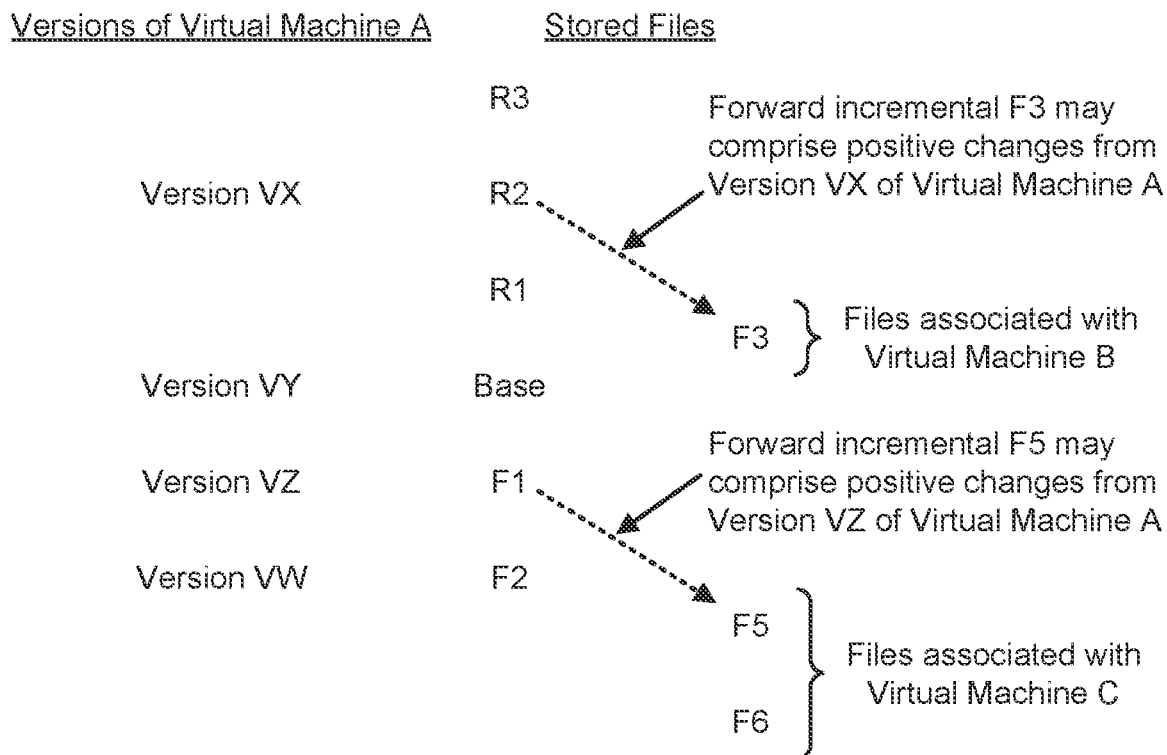 Versions of Virtual Machine A
Stored Files
R3
Forward incremental F3 may
comprise positive changes from
Version VX of Virtual Machine A
Version VX
R2
R1
F3
Files associated with
Virtual Machine B
Version VY
Base
Forward incremental F5 may
comprise positive changes from
Version VZ of Virtual Machine A
Version VZ
F1
Version VW
F2
F5
Files associated with
Virtual Machine C
F6